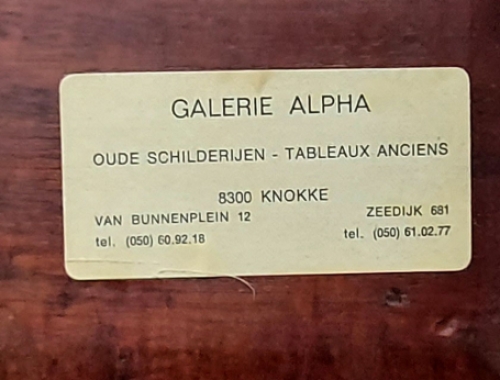 GALERIE ALPHA
OUDE SCHILDERIJEN - TABLEAUX ANCIENS
8300 KNOKKE
VAN BUNNENPLEIN 12
tel. (050) 60.92.18
ZEEDIJK 681
tel. (050) 61.02.77